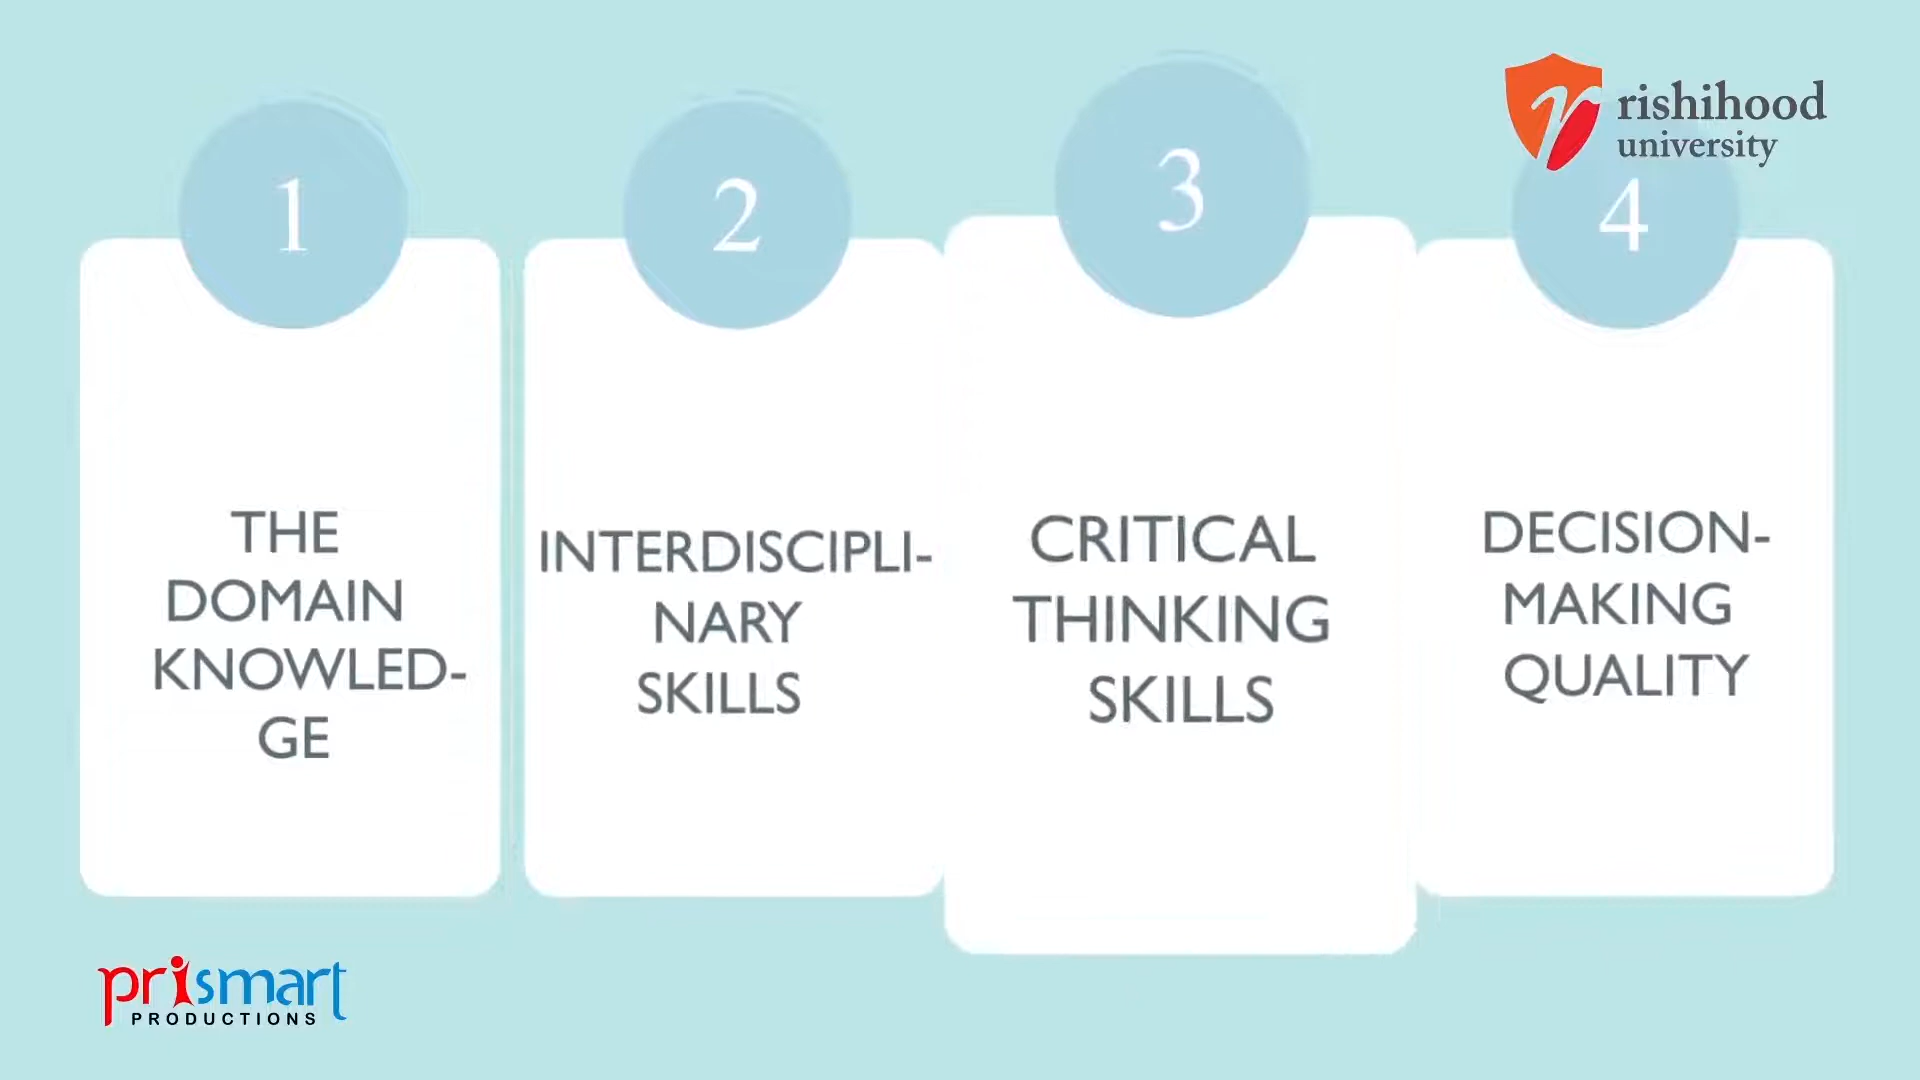 rishihood
university
1
THE
DOMAIN
KNOWLED-
GE
2
INTERDISCIPLI-
NARY
SKILLS
3
CRITICAL
THINKING
SKILLS
4
DECISION-
MAKING
QUALITY
prismart
PRODUCTIONS